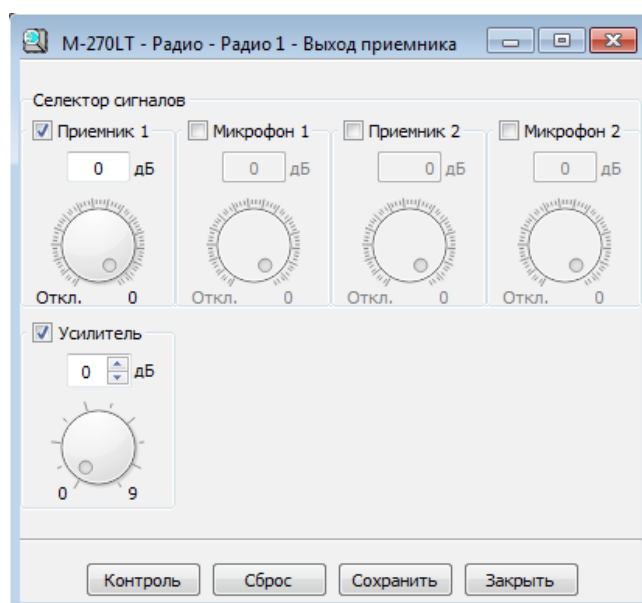 M-270LT - Радио - Радио 1 - Выход приемника
Селектор сигналов
Приемник 1 Микрофон 1 Приемник 2 Микрофон 2
0 дБ 0 дБ 0 дБ 0 дБ
Откл. 0 Откл. 0 Откл. 0 Откл. 0
Усилитель
0 дБ
0 9
Контроль Сброс Сохранить Закрыть